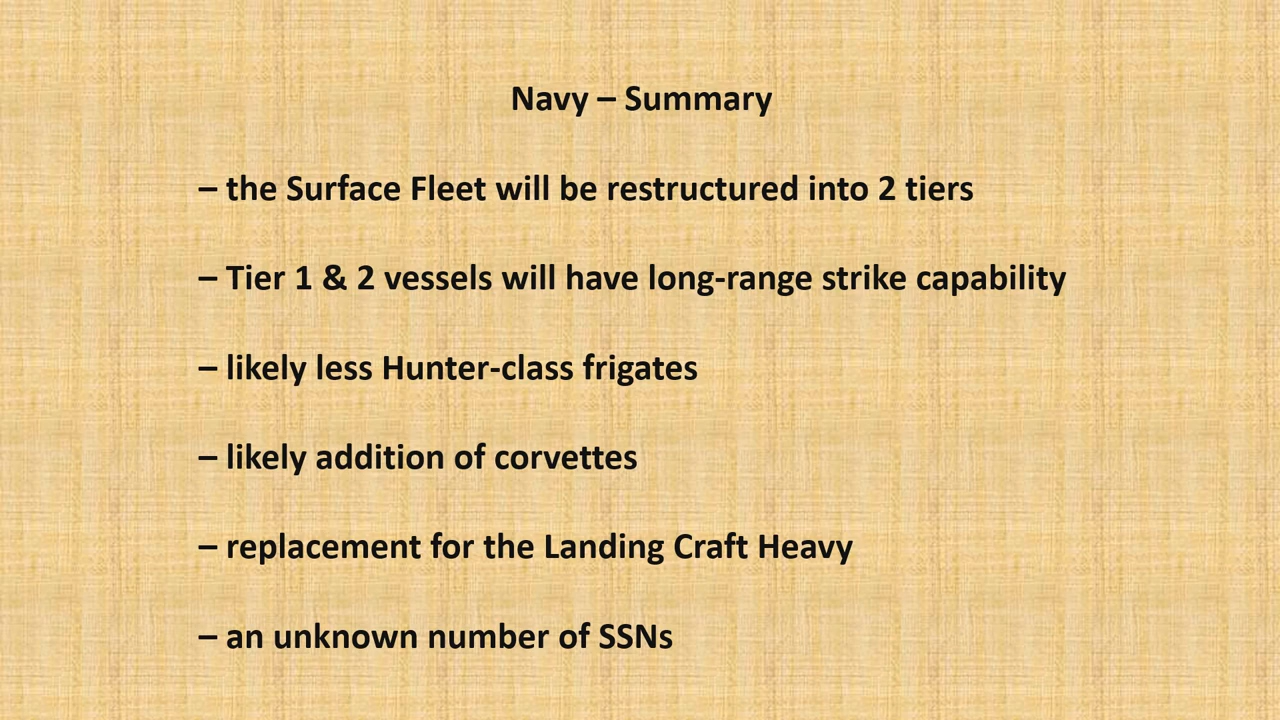 Navy – Summary
– the Surface Fleet will be restructured into 2 tiers
– Tier 1 & 2 vessels will have long-range strike capability
– likely less Hunter-class frigates
– likely addition of corvettes
– replacement for the Landing Craft Heavy
– an unknown number of SSNs